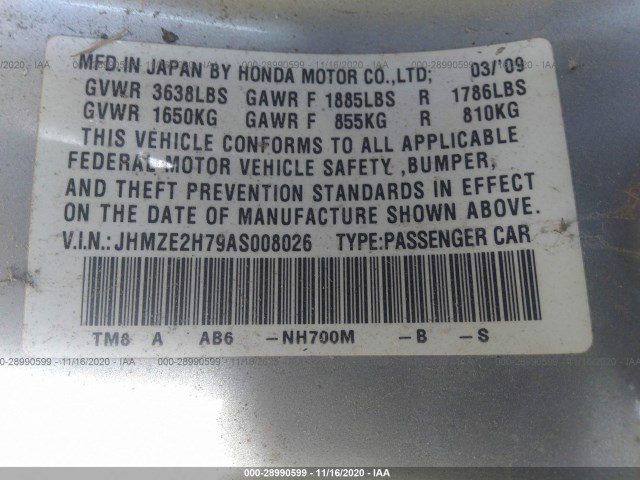 MFD. IN JAPAN BY HONDA MOTOR CO.,LTD; 03/'09
GVWR 3638LBS GAWR F 1885LBS R 1786LBS
GVWR 1650KG GAWR F 855KG R 810KG
THIS VEHICLE CONFORMS TO ALL APPLICABLE
FEDERAL MOTOR VEHICLE SAFETY ,BUMPER,
AND THEFT PREVENTION STANDARDS IN EFFECT
ON THE DATE OF MANUFACTURE SHOWN ABOVE.
V.I.N.: JHMZE2H79AS008026 TYPE:PASSENGER CAR
TM8 A AB6 -NH700M -B -S
000-28990599 - 11/16/2020 - IAA